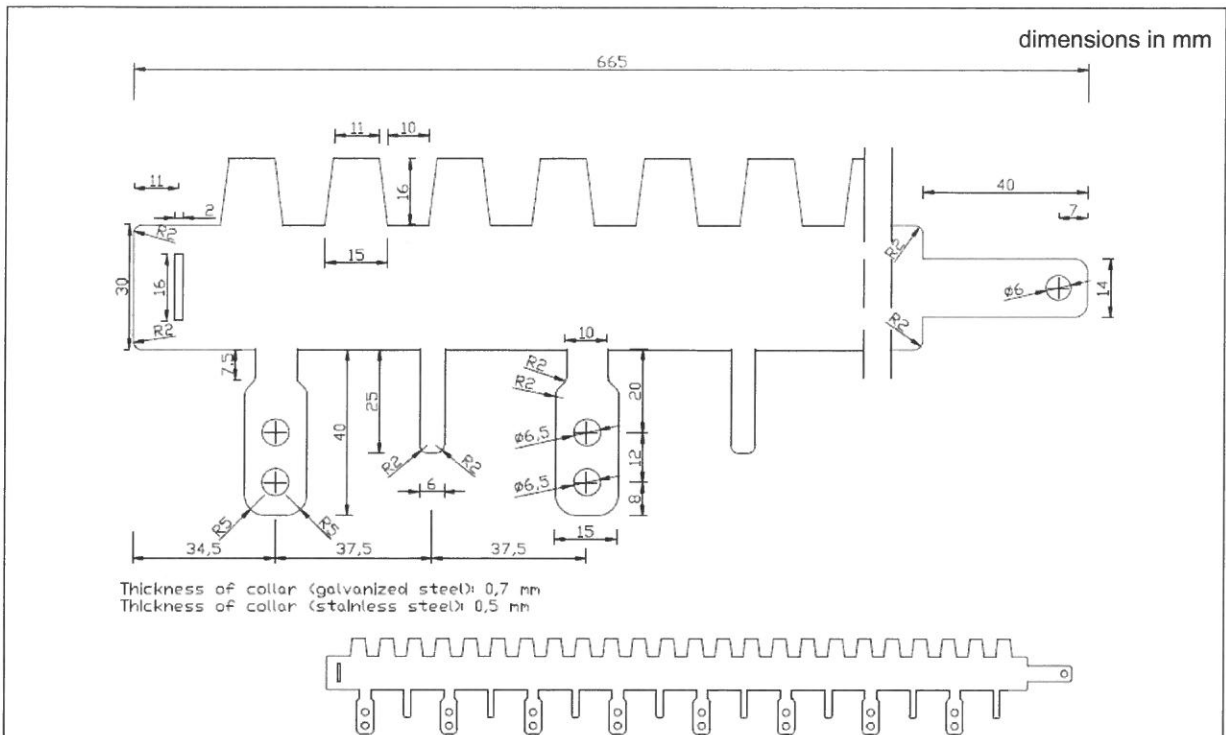 dimensions in mm
665
11 10
16
11
2
40
7
R2
15
R2
30
16
ø6
14
R2
R2
10
7,5
R2
R2
20
25
40
ø6,5
12
R2 R2
6
ø6,5
8
R5 R5
15
34,5 37,5 37,5
Thickness of collar (galvanized steel): 0,7 mm
Thickness of collar (stainless steel): 0,5 mm